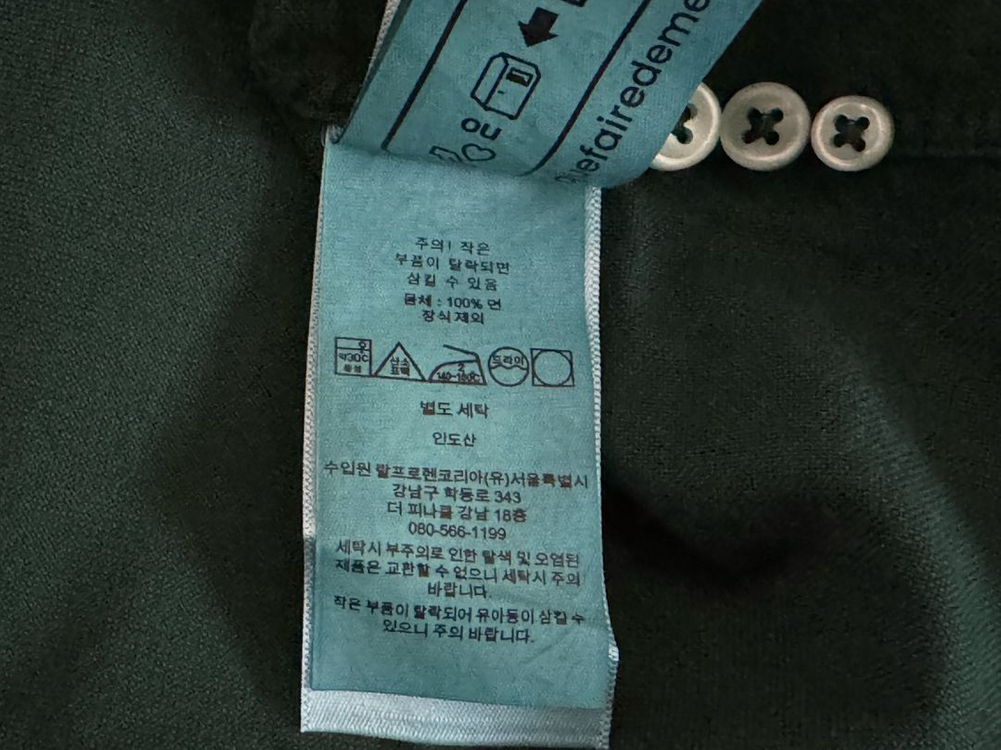 efairedeme
주의! 작은
부품이 탈락되면
삼킬 수 있음
몸체 : 100% 면
장식제외
약30℃
중성
산소
표백
2
140~160℃
드라이
별도 세탁
인도산
수입원 랄프로렌코리아(유)서울특별시
강남구 학동로 343
더 피나클 강남 18층
080-566-1199
세탁시 부주의로 인한 탈색 및 오염된
제품은 교환할 수 없으니 세탁시 주의
바랍니다.
작은 부품이 탈락되어 유아등이 삼킬 수
있으니 주의 바랍니다.